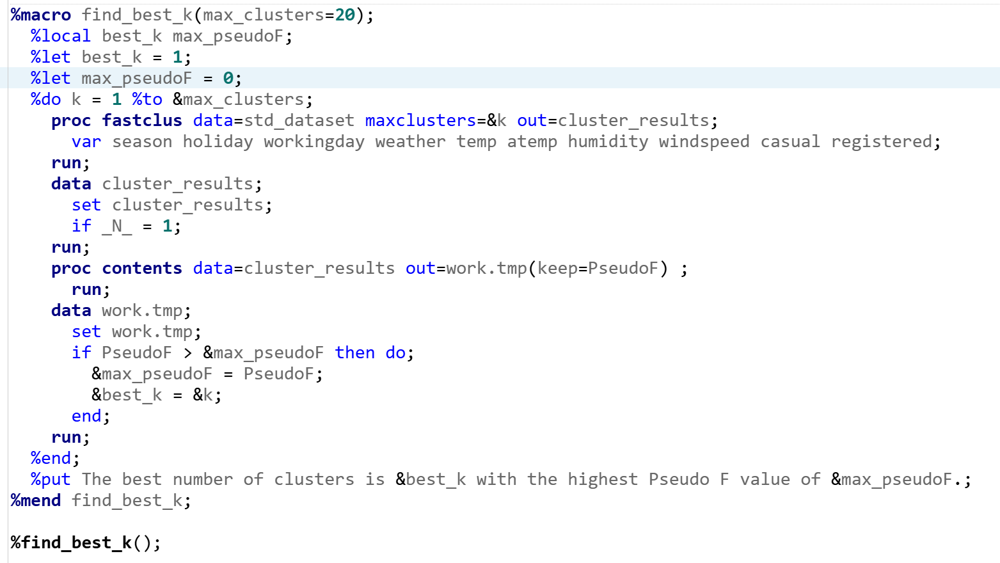 %macro find_best_k(max_clusters=20);
  %local best_k max_pseudoF;
  %let best_k = 1;
  %let max_pseudoF = 0;
  %do k = 1 %to &max_clusters;
    proc fastclus data=std_dataset maxclusters=&k out=cluster_results;
      var season holiday workingday weather temp atemp humidity windspeed casual registered;
    run;
    data cluster_results;
      set cluster_results;
      if _N_ = 1;
    run;
    proc contents data=cluster_results out=work.tmp(keep=PseudoF) ;
      run;
    data work.tmp;
      set work.tmp;
      if PseudoF > &max_pseudoF then do;
        &max_pseudoF = PseudoF;
        &best_k = &k;
      end;
    run;
  %end;
  %put The best number of clusters is &best_k with the highest Pseudo F value of &max_pseudoF.;
%mend find_best_k;

%find_best_k();